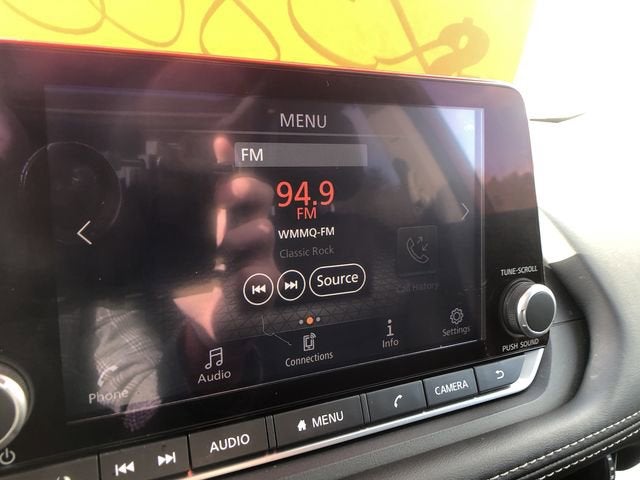 MENU
FM
94.9
FM
WMMQ-FM
Classic Rock
Source
Call History
Phone
Audio
Connections
Info
Settings
TUNE·SCROLL
PUSH SOUND
AUDIO
MENU
CAMERA